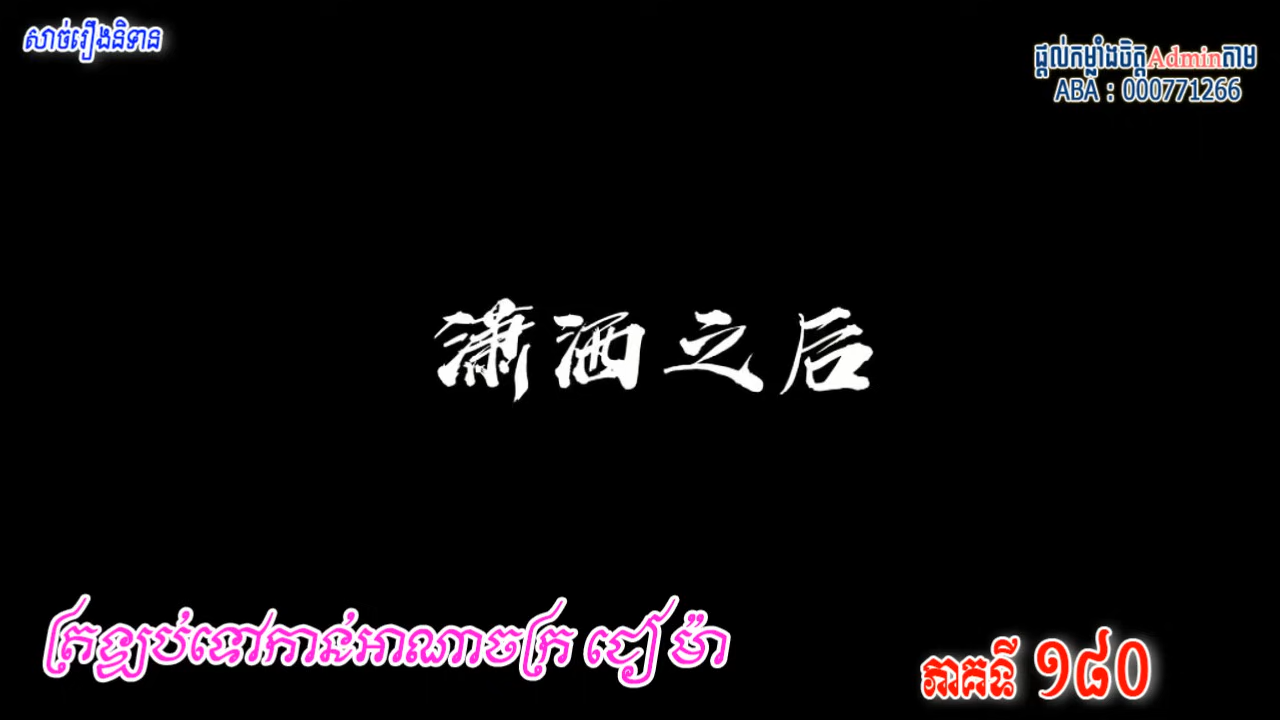 សាច់រឿងនិទាន
ផ្តល់កម្លាំងចិត្តAdminតាម
ABA : 000771266
潇洒之后
ត្រឡប់ទៅកាន់អាណាចក្រ ជៀ ម៉ា
ភាគទី ១៨០